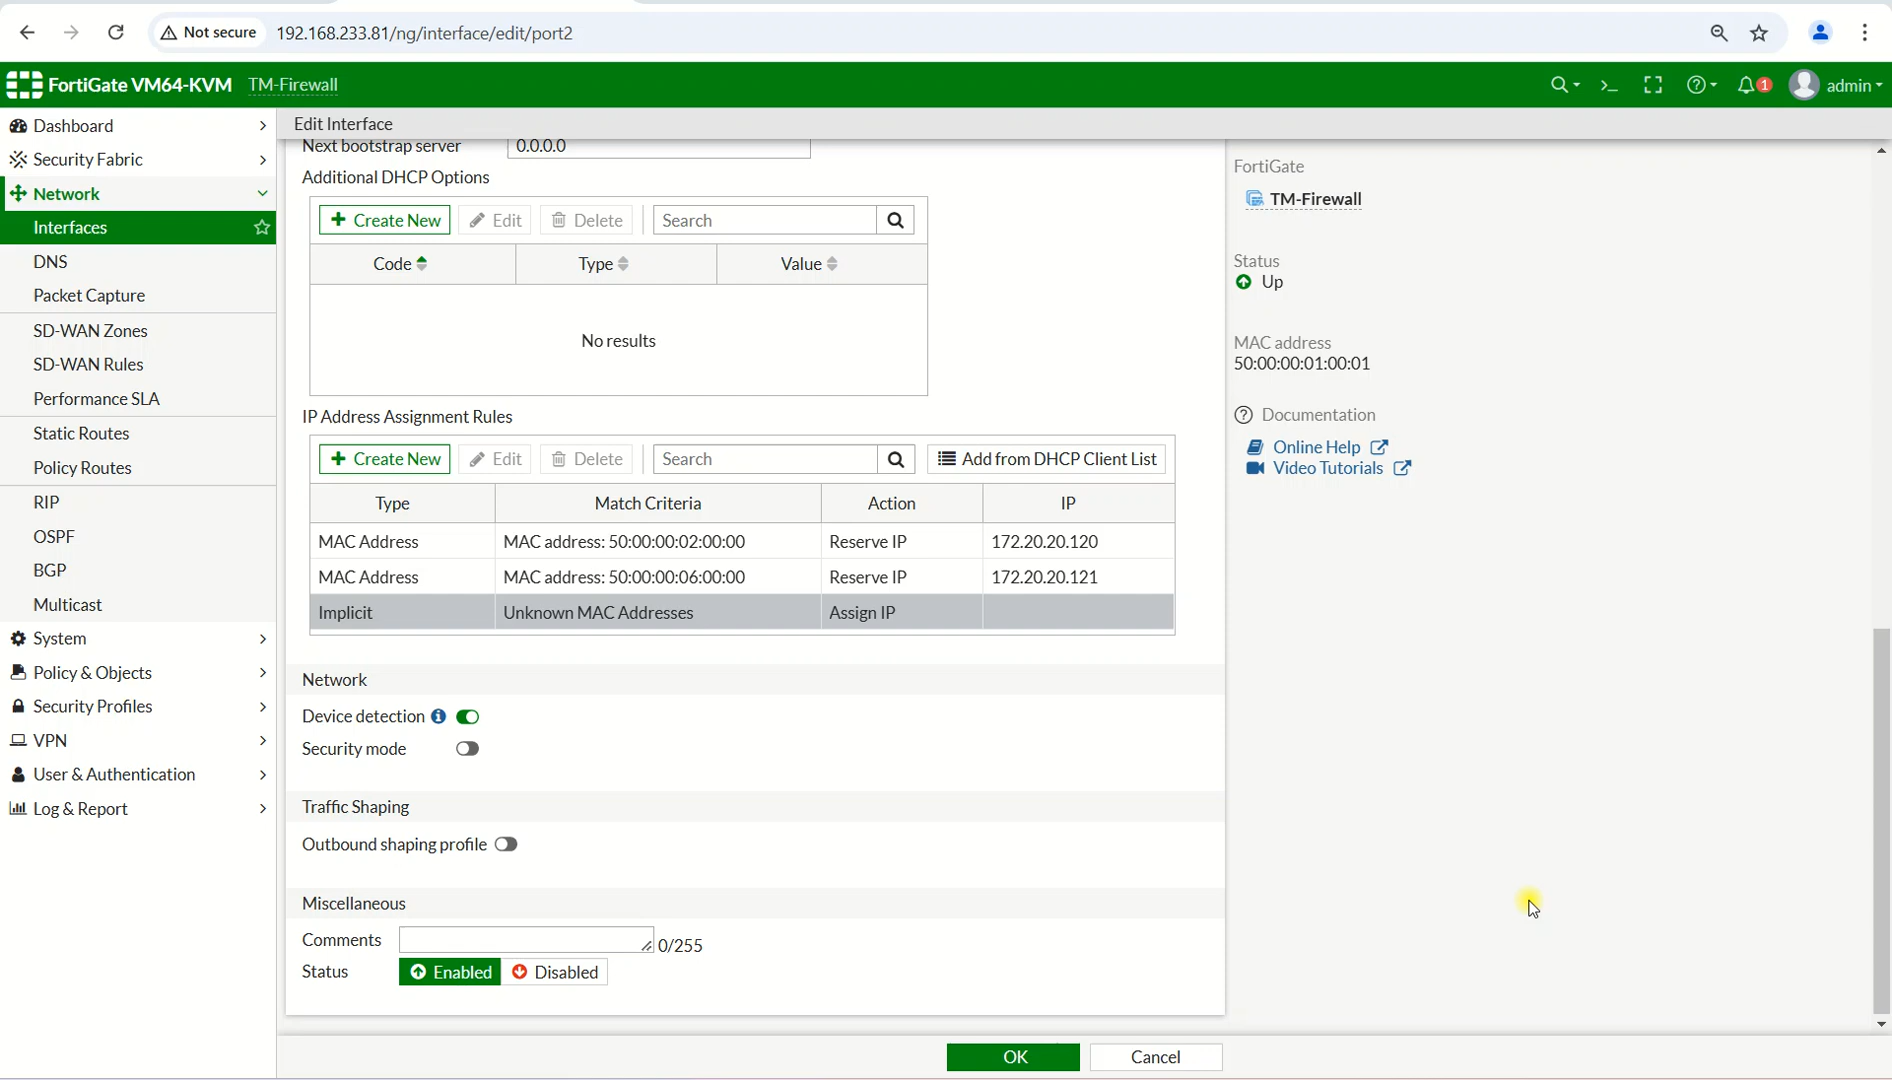 Not secure 192.168.233.81/ng/interface/edit/port2
FortiGate VM64-KVM TM-Firewall
1 admin
Dashboard
Security Fabric
Network
Interfaces
DNS
Packet Capture
SD-WAN Zones
SD-WAN Rules
Performance SLA
Static Routes
Policy Routes
RIP
OSPF
BGP
Multicast
System
Policy & Objects
Security Profiles
VPN
User & Authentication
Log & Report
Edit Interface
Next bootstrap server 0.0.0.0
Additional DHCP Options
Create New Edit Delete Search
Code Type Value
No results
IP Address Assignment Rules
Create New Edit Delete Search Add from DHCP Client List
Type Match Criteria Action IP
MAC Address MAC address: 50:00:00:02:00:00 Reserve IP 172.20.20.120
MAC Address MAC address: 50:00:00:06:00:00 Reserve IP 172.20.20.121
Implicit Unknown MAC Addresses Assign IP
Network
Device detection
Security mode
Traffic Shaping
Outbound shaping profile
Miscellaneous
Comments 0/255
Status Enabled Disabled
FortiGate
TM-Firewall
Status
Up
MAC address
50:00:00:01:00:01
Documentation
Online Help
Video Tutorials
OK Cancel